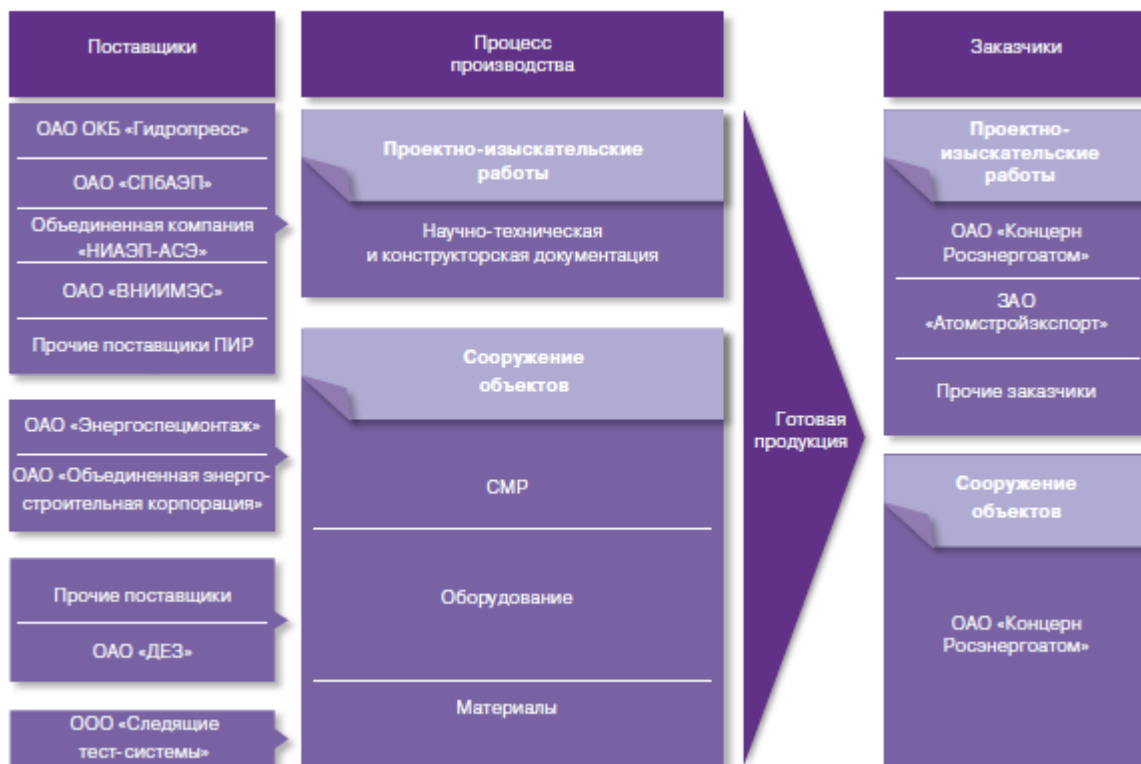 Поставщики
ОАО ОКБ «Гидропресс»
ОАО «СПбАЭП»
Объединенная компания
«НИАЭП-АСЭ»
ОАО «ВНИИМЭС»
Прочие поставщики ПИР
ОАО «Энергоспецмонтаж»
ОАО «Объединенная энерго-
строительная корпорация»
Прочие поставщики
ОАО «ДЕЗ»
ООО «Следящие
тест-системы»
Процесс
производства
Проектно-изыскательские
работы
Научно-техническая
и конструкторская документация
Сооружение
объектов
СМР
Оборудование
Материалы
Готовая
продукция
Заказчики
Проектно-
изыскательские
работы
ОАО «Концерн
Росэнергоатом»
ЗАО
«Атомстройэкспорт»
Прочие заказчики
Сооружение
объектов
ОАО «Концерн
Росэнергоатом»